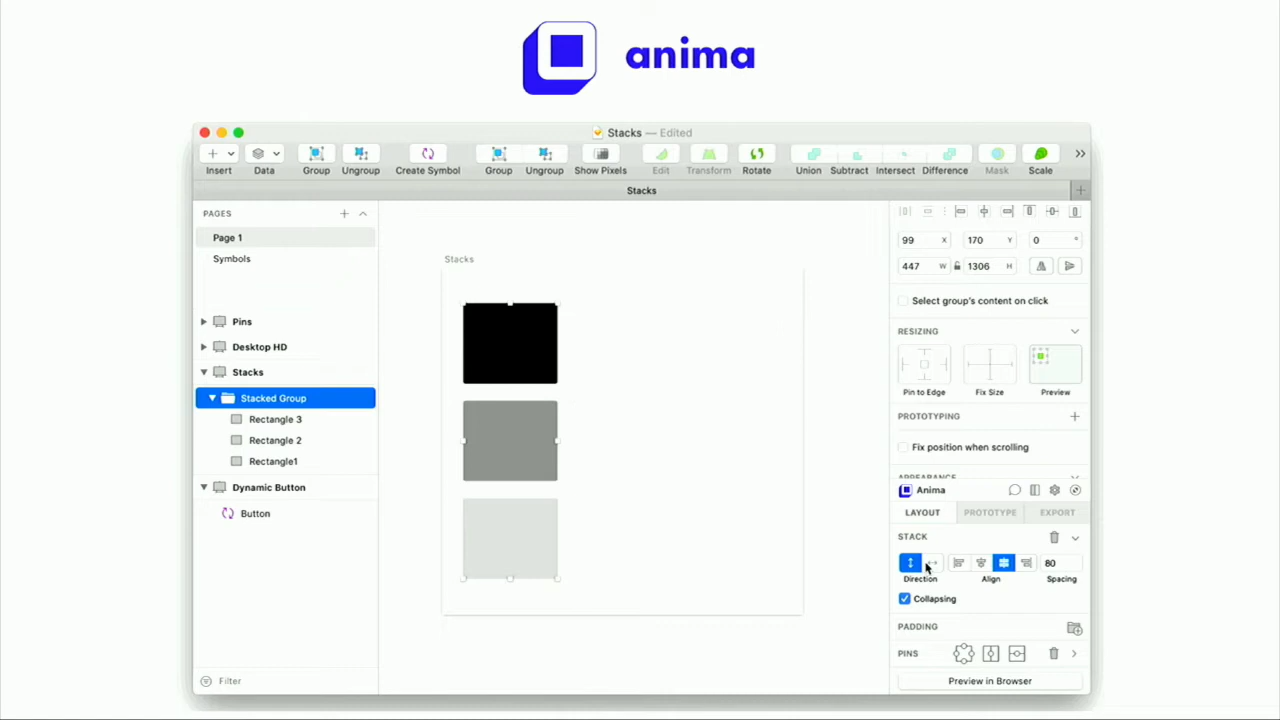 anima
Stacks — Edited
Insert Data Group Ungroup Create Symbol Group Ungroup Show Pixels Edit Transform Rotate Union Subtract Intersect Difference Mask Scale
Stacks
PAGES
Page 1
Symbols
Pins
Desktop HD
Stacks
Stacked Group
Rectangle 3
Rectangle 2
Rectangle1
Dynamic Button
Button
Filter
Stacks
99 X 170 Y 0 °
447 W 1306 H
Select group's content on click
RESIZING
Pin to Edge Fix Size Preview
PROTOTYPING
Fix position when scrolling
APPEARANCE
Anima
LAYOUT PROTOTYPE EXPORT
STACK
80
Direction Align Spacing
Collapsing
PADDING
PINS
Preview in Browser